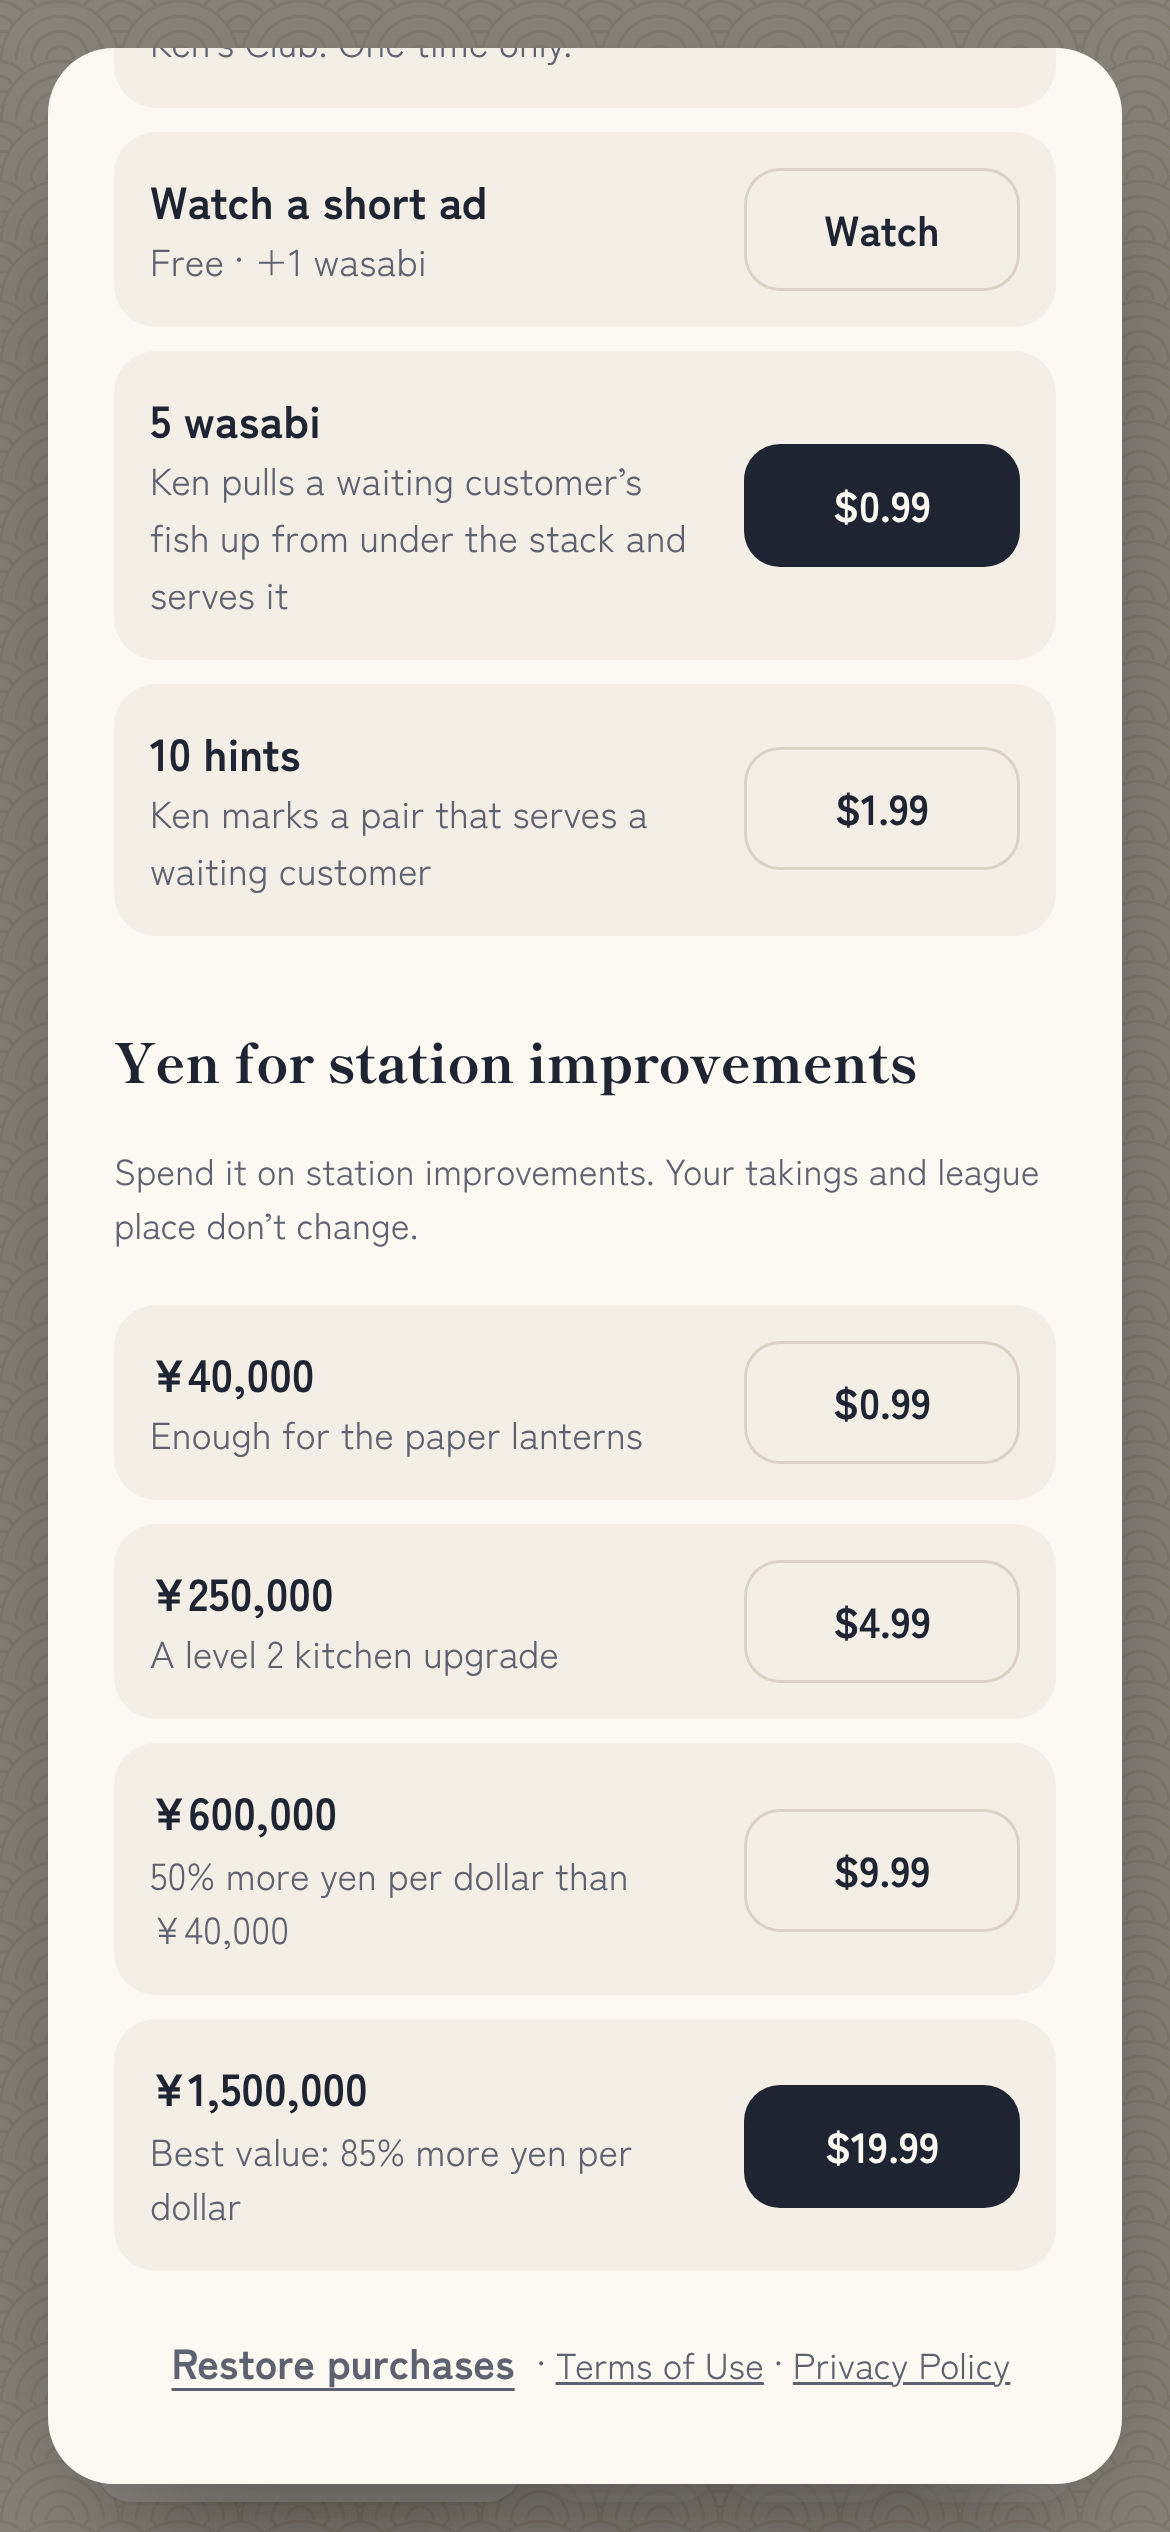 Ken's Club. One time only.
Watch a short ad
Free · +1 wasabi
Watch
5 wasabi
Ken pulls a waiting customer’s
fish up from under the stack and
serves it
$0.99
10 hints
Ken marks a pair that serves a
waiting customer
$1.99
Yen for station improvements
Spend it on station improvements. Your takings and league
place don’t change.
¥40,000
Enough for the paper lanterns
$0.99
¥250,000
A level 2 kitchen upgrade
$4.99
¥600,000
50% more yen per dollar than
¥40,000
$9.99
¥1,500,000
Best value: 85% more yen per
dollar
$19.99
Restore purchases · Terms of Use · Privacy Policy